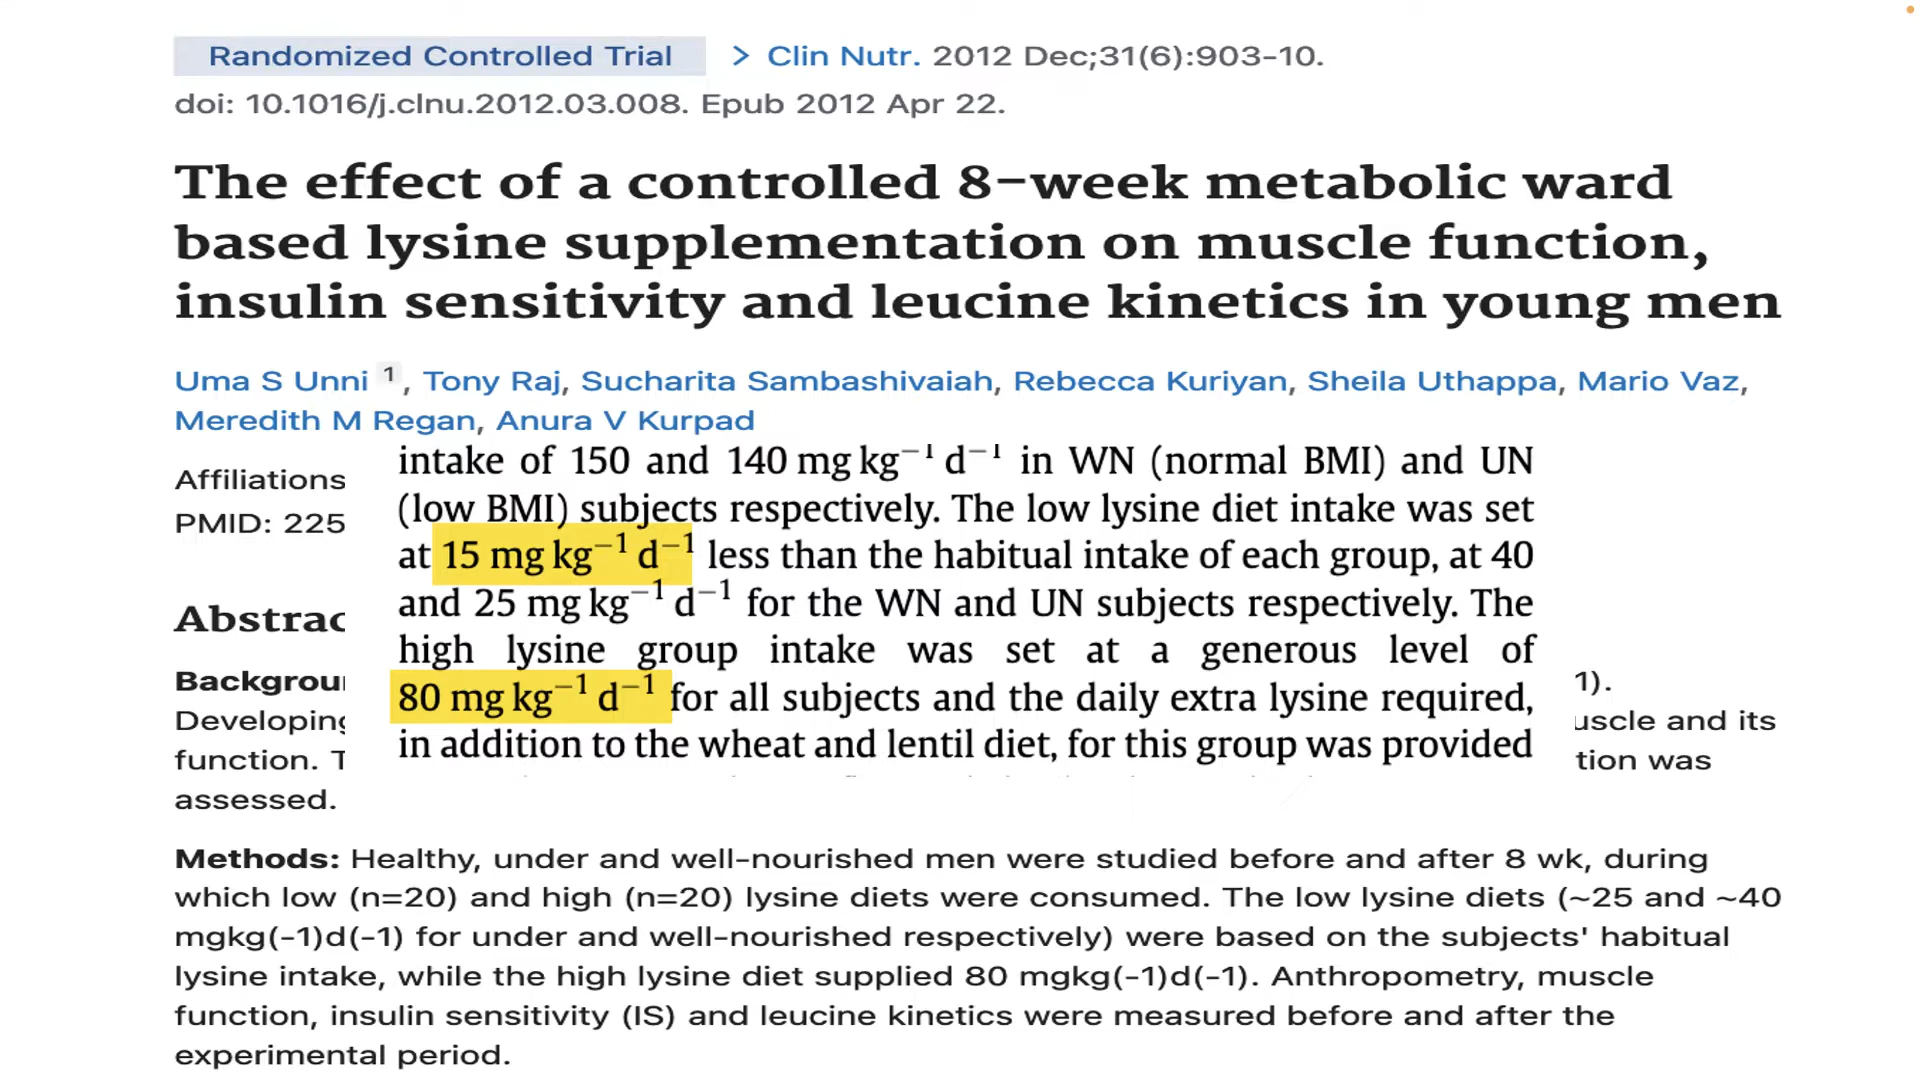 Randomized Controlled Trial > Clin Nutr. 2012 Dec;31(6):903-10.
doi: 10.1016/j.clnu.2012.03.008. Epub 2012 Apr 22.
The effect of a controlled 8-week metabolic ward
based lysine supplementation on muscle function,
insulin sensitivity and leucine kinetics in young men
Uma S Unni 1, Tony Raj, Sucharita Sambashivaiah, Rebecca Kuriyan, Sheila Uthappa, Mario Vaz,
Meredith M Regan, Anura V Kurpad
Affiliations
PMID: 225
intake of 150 and 140 mg kg⁻¹ d⁻¹ in WN (normal BMI) and UN
(low BMI) subjects respectively. The low lysine diet intake was set
at 15 mg kg⁻¹ d⁻¹ less than the habitual intake of each group, at 40
and 25 mg kg⁻¹ d⁻¹ for the WN and UN subjects respectively. The
high lysine group intake was set at a generous level of
80 mg kg⁻¹ d⁻¹ for all subjects and the daily extra lysine required,
in addition to the wheat and lentil diet, for this group was provided
Abstrac
Backgrou 1).
Developing uscle and its
function. T tion was
assessed.
Methods: Healthy, under and well-nourished men were studied before and after 8 wk, during
which low (n=20) and high (n=20) lysine diets were consumed. The low lysine diets (~25 and ~40
mgkg(-1)d(-1) for under and well-nourished respectively) were based on the subjects' habitual
lysine intake, while the high lysine diet supplied 80 mgkg(-1)d(-1). Anthropometry, muscle
function, insulin sensitivity (IS) and leucine kinetics were measured before and after the
experimental period.